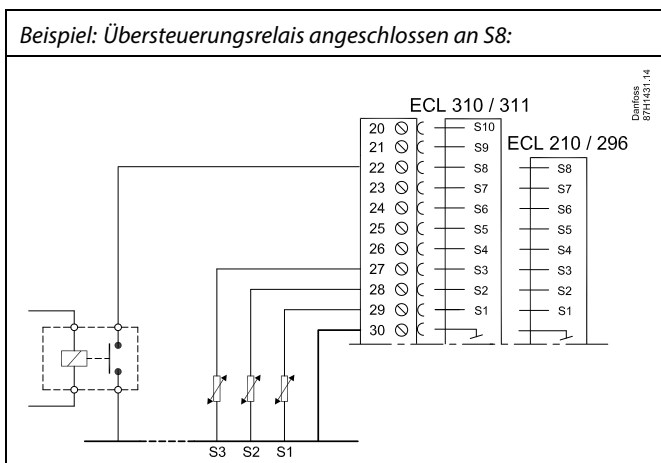 Beispiel: Übersteuerungsrelais angeschlossen an S8:
Danfoss
87H1431.14
ECL 310 / 311
ECL 210 / 296
20 S10
21 S9
22 S8 S8
23 S7 S7
24 S6 S6
25 S5 S5
26 S4 S4
27 S3 S3
28 S2 S2
29 S1 S1
30
S3 S2 S1